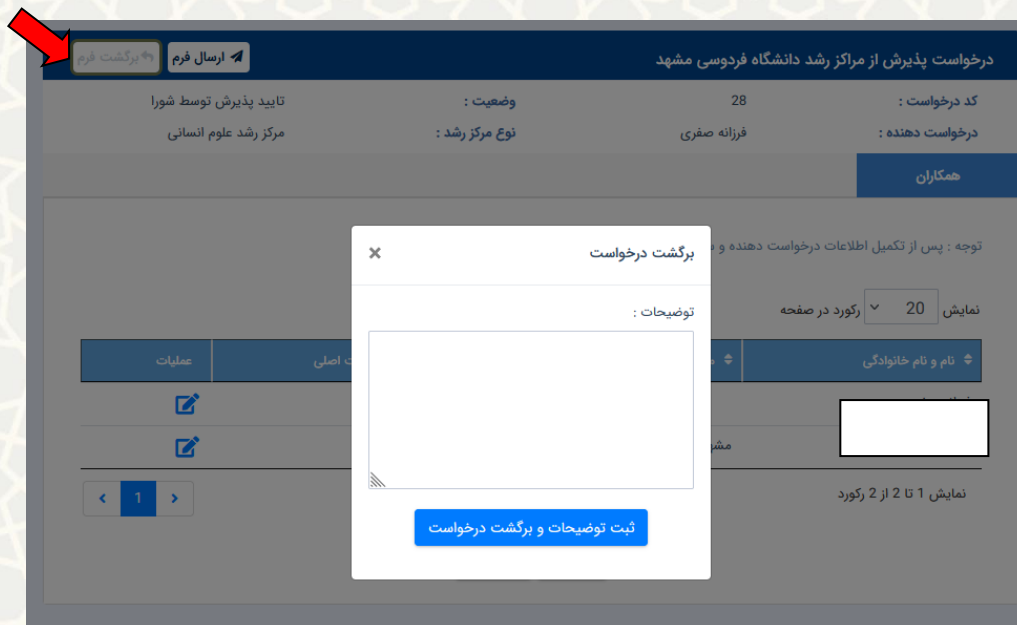 درخواست پذیرش از مراکز رشد دانشگاه فردوسی مشهد
ارسال فرم
برگشت فرم
کد درخواست : 28
وضعیت : تایید پذیرش توسط شورا
درخواست دهنده : فرزانه صفری
نوع مرکز رشد : مرکز رشد علوم انسانی
همکاران
توجه : پس از تکمیل اطلاعات درخواست دهنده و
برگشت درخواست ×
توضیحات :
نمایش 20 رکورد در صفحه
نام و نام خانوادگی
اصلی
عملیات
نمایش 1 تا 2 از 2 رکورد
1
ثبت توضیحات و برگشت درخواست